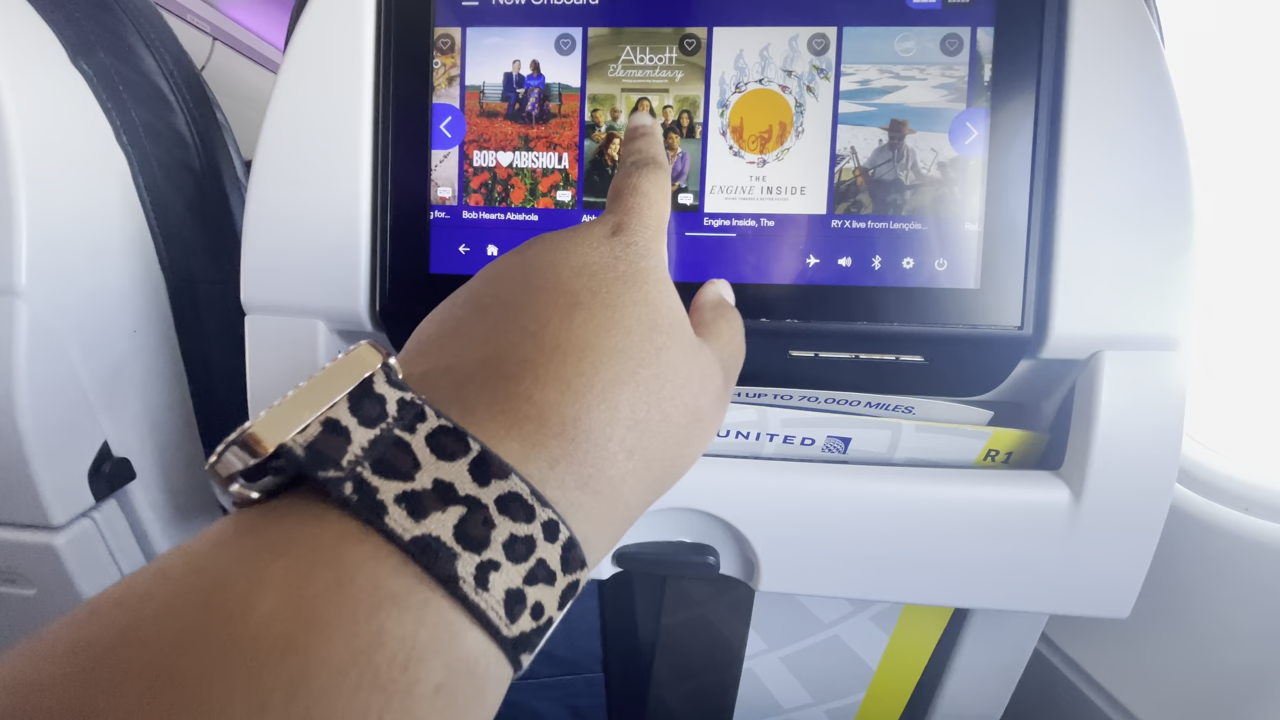 New Onboard
Abbott
Elementary
BOB ABISHOLA
THE
ENGINE INSIDE
g for...
Bob Hearts Abishola
Engine Inside, The
RY X live from Lençóis...
UP TO 70,000 MILES.
UNITED
R1